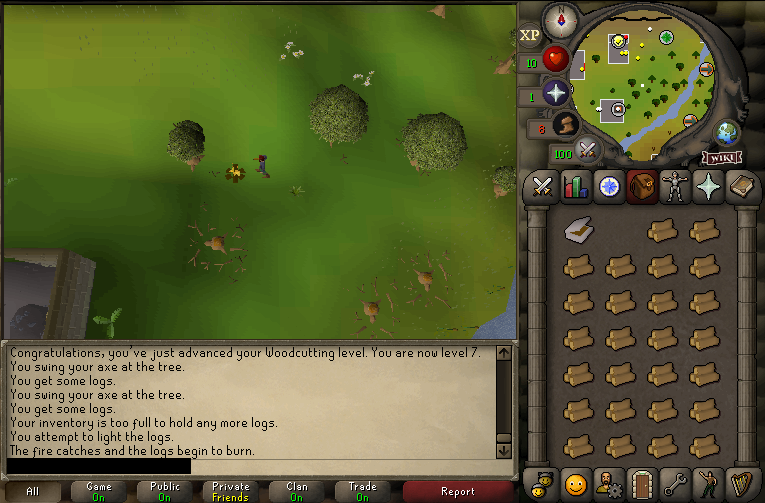 N
XP
10
1
8
100
WIKI
Congratulations, you've just advanced your Woodcutting level. You are now level 7.
You swing your axe at the tree.
You get some logs.
You swing your axe at the tree.
You get some logs.
Your inventory is too full to hold any more logs.
You attempt to light the logs.
The fire catches and the logs begin to burn.
All
Game
On
Public
On
Private
Friends
Clan
On
Trade
On
Report